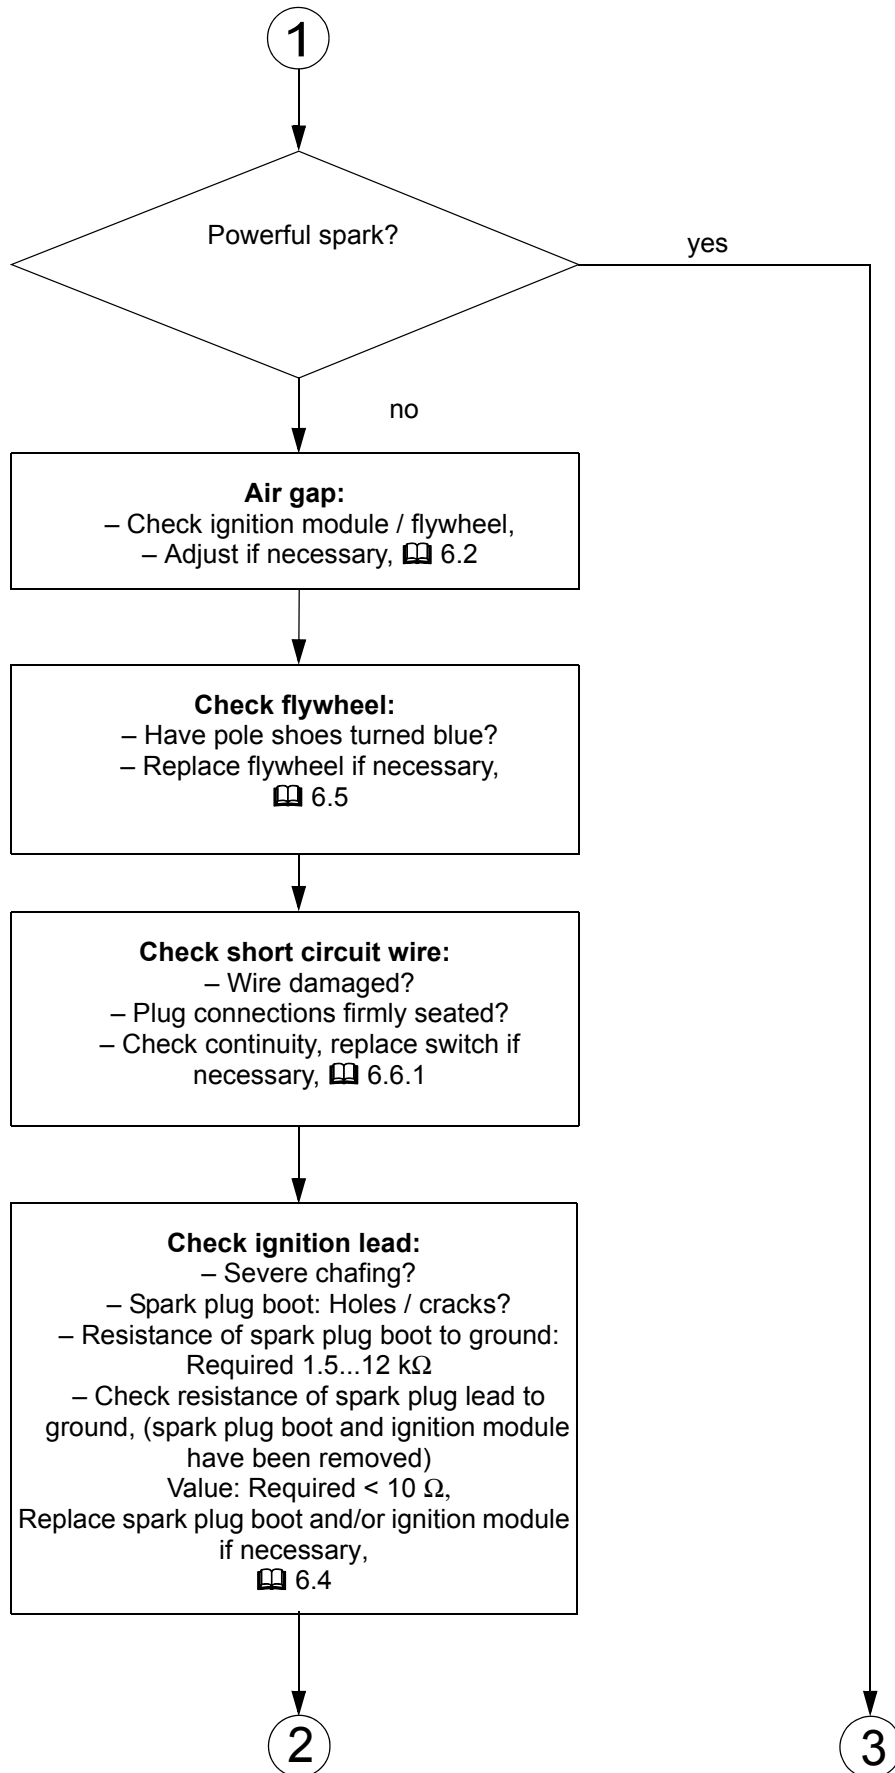 1
Powerful spark?
yes
no
Air gap:
– Check ignition module / flywheel,
– Adjust if necessary, 📖 6.2
Check flywheel:
– Have pole shoes turned blue?
– Replace flywheel if necessary,
📖 6.5
Check short circuit wire:
– Wire damaged?
– Plug connections firmly seated?
– Check continuity, replace switch if
necessary, 📖 6.6.1
Check ignition lead:
– Severe chafing?
– Spark plug boot: Holes / cracks?
– Resistance of spark plug boot to ground:
Required 1.5...12 kΩ
– Check resistance of spark plug lead to
ground, (spark plug boot and ignition module
have been removed)
Value: Required < 10 Ω,
Replace spark plug boot and/or ignition module
if necessary,
📖 6.4
2
3